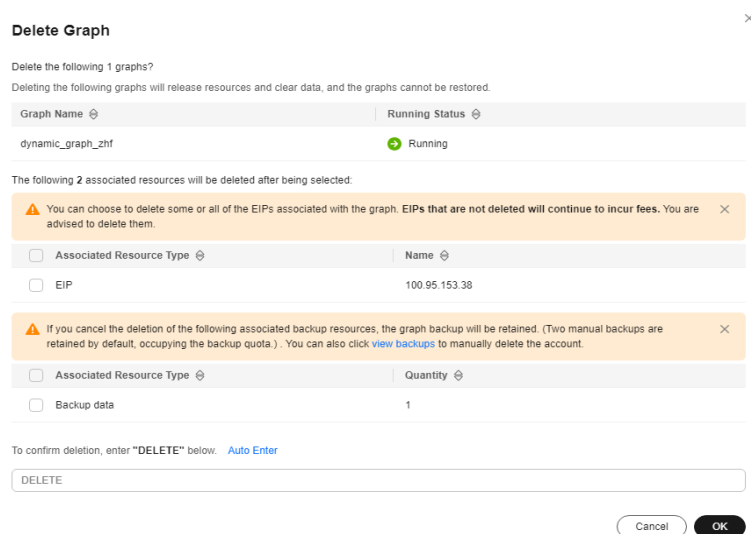 Delete Graph
Delete the following 1 graphs?
Deleting the following graphs will release resources and clear data, and the graphs cannot be restored.
Graph Name Running Status
dynamic_graph_zhf Running
The following 2 associated resources will be deleted after being selected:
You can choose to delete some or all of the EIPs associated with the graph. EIPs that are not deleted will continue to incur fees. You are
advised to delete them.
Associated Resource Type Name
EIP 100.95.153.38
If you cancel the deletion of the following associated backup resources, the graph backup will be retained. (Two manual backups are
retained by default, occupying the backup quota.) . You can also click view backups to manually delete the account.
Associated Resource Type Quantity
Backup data 1
To confirm deletion, enter "DELETE" below. Auto Enter
DELETE
Cancel OK